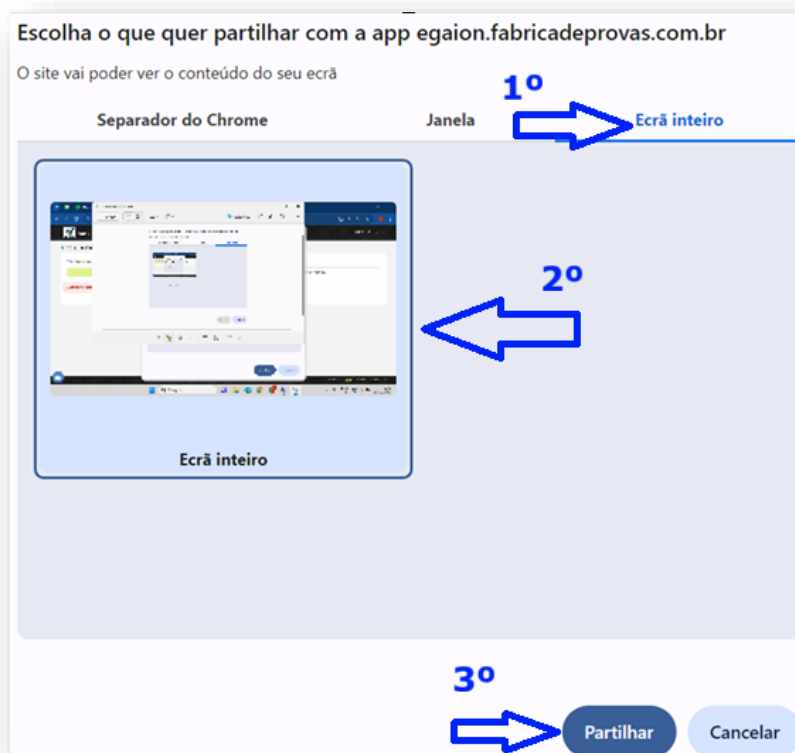 Escolha o que quer partilhar com a app egaion.fabricadeprovas.com.br
O site vai poder ver o conteúdo do seu ecrã
1º
Separador do Chrome
Janela
Ecrã inteiro
2º
Ecrã inteiro
3º
Partilhar
Cancelar